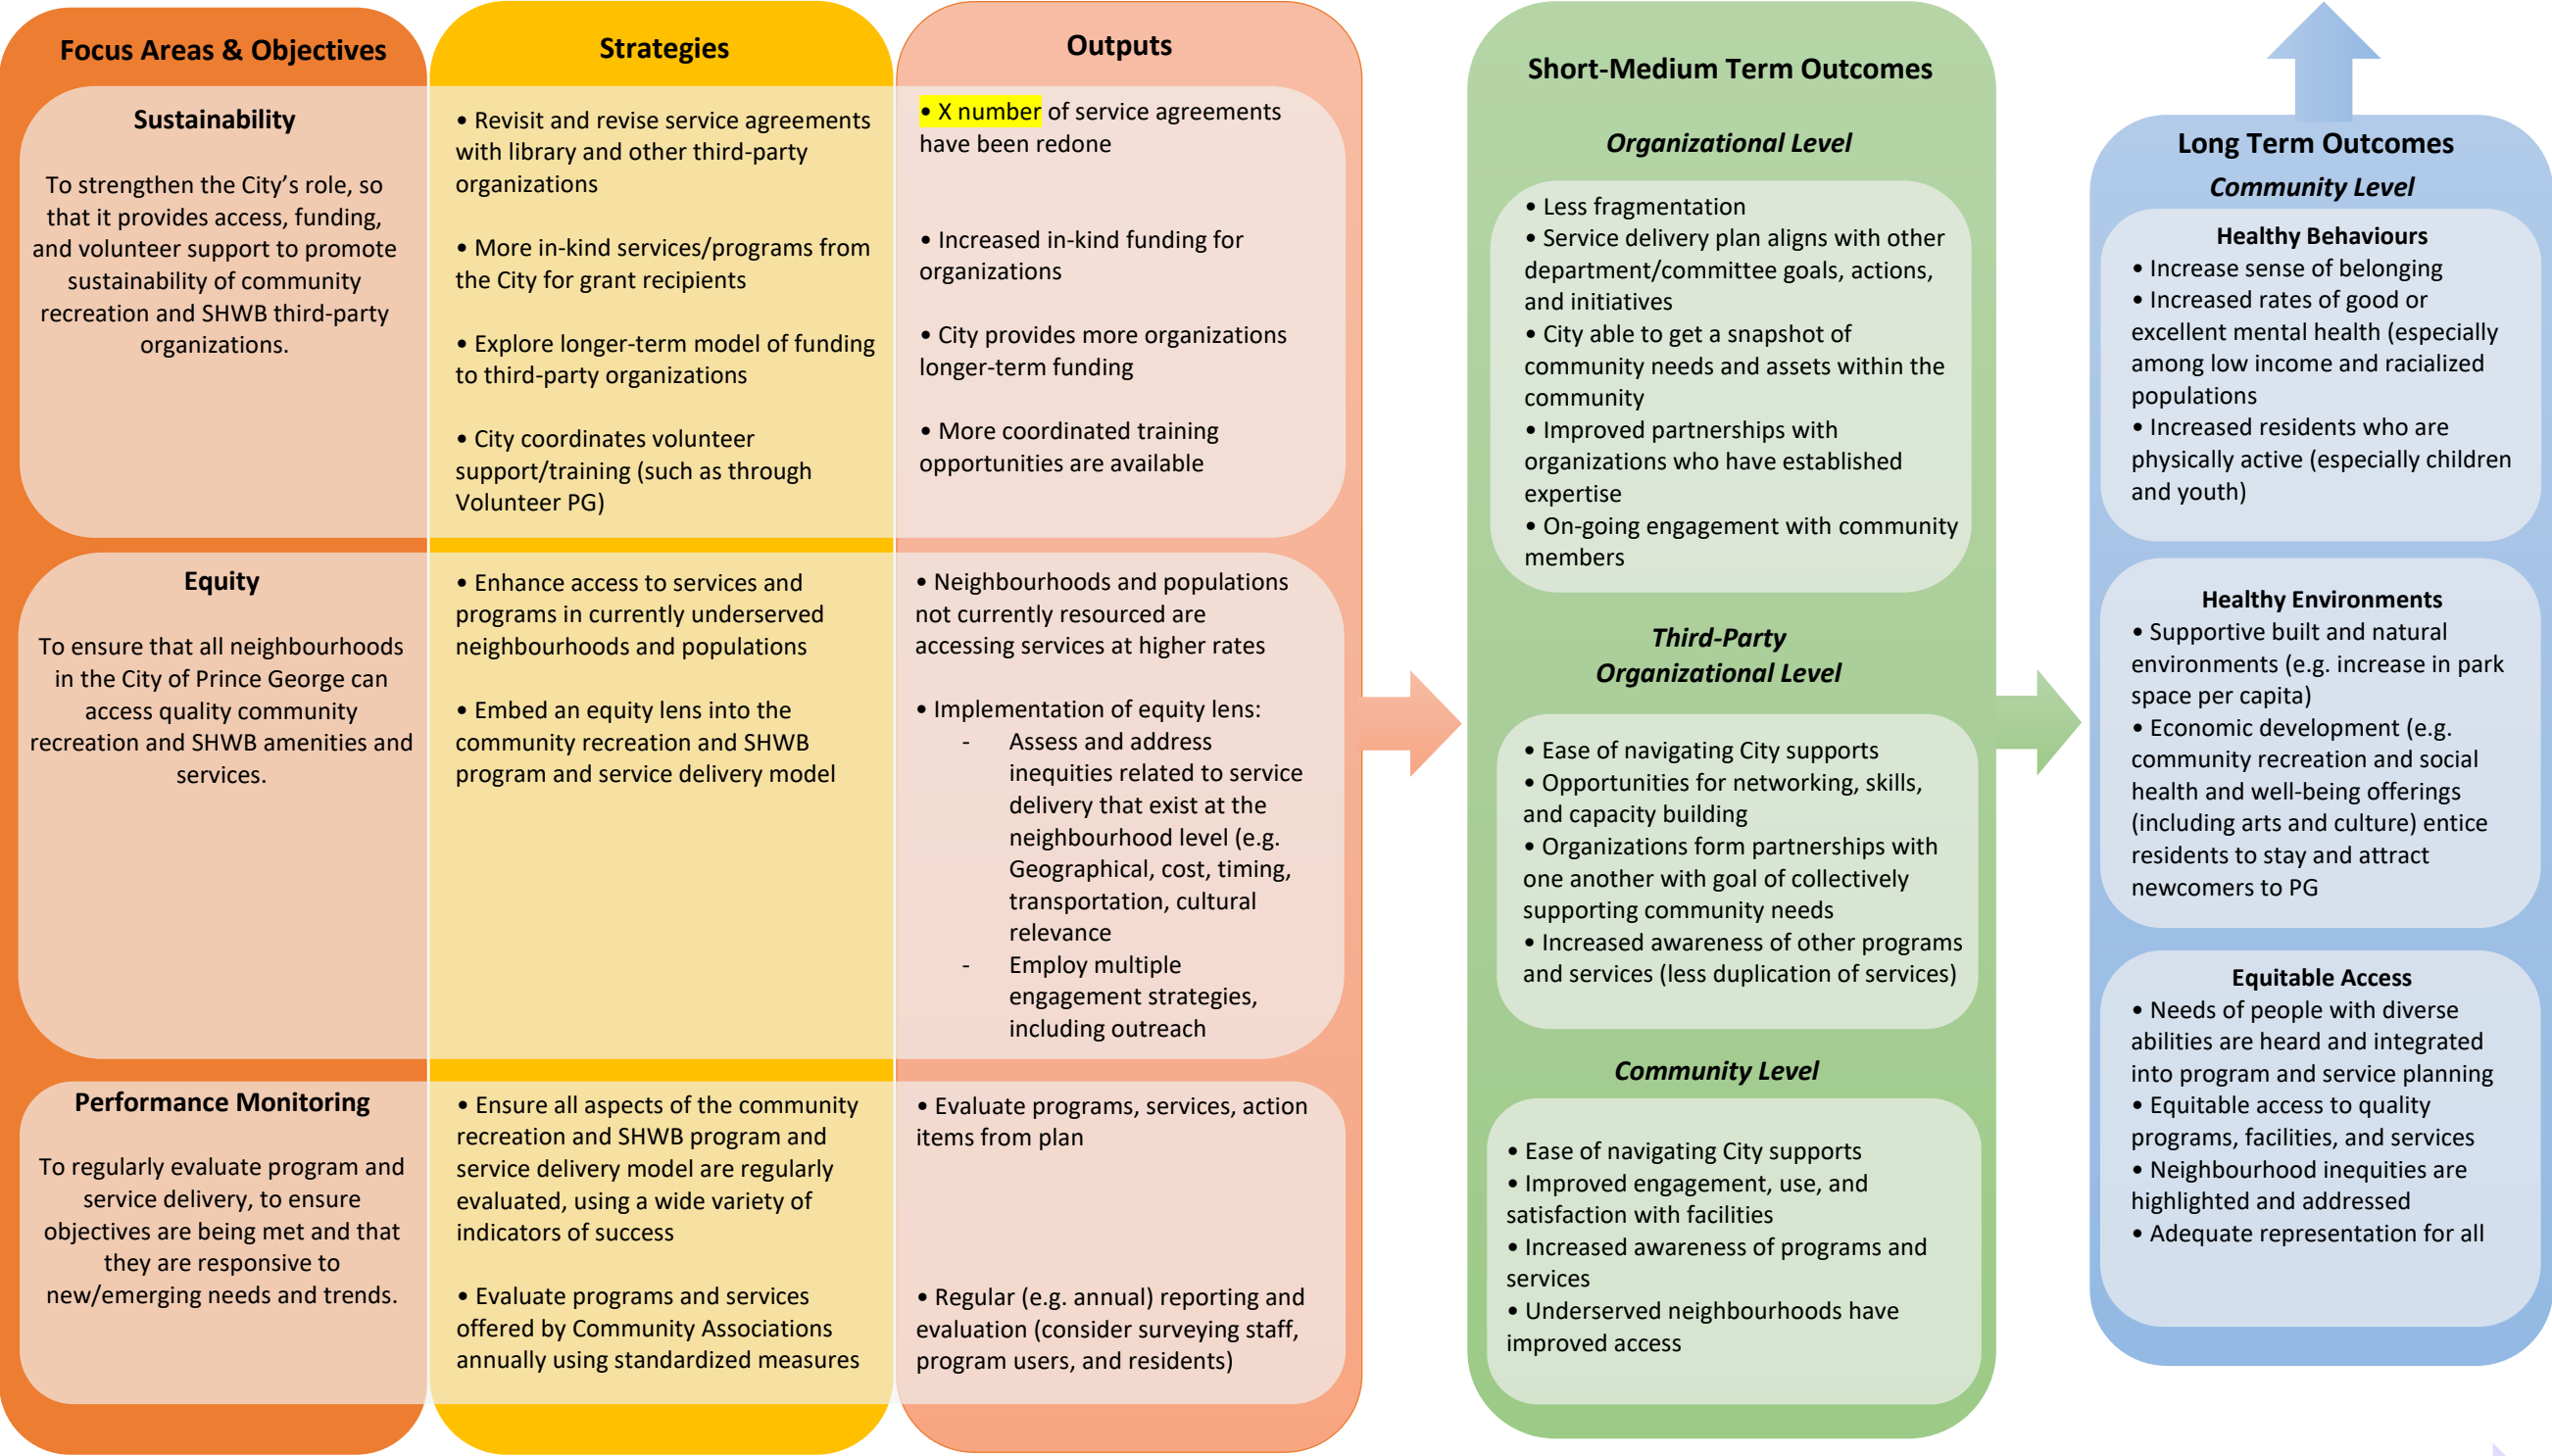 Focus Areas & Objectives
Sustainability
To strengthen the City’s role, so
that it provides access, funding,
and volunteer support to promote
sustainability of community
recreation and SHWB third-party
organizations.
Equity
To ensure that all neighbourhoods
in the City of Prince George can
access quality community
recreation and SHWB amenities and
services.
Performance Monitoring
To regularly evaluate program and
service delivery, to ensure
objectives are being met and that
they are responsive to
new/emerging needs and trends.
Strategies
• Revisit and revise service agreements
with library and other third-party
organizations
• More in-kind services/programs from
the City for grant recipients
• Explore longer-term model of funding
to third-party organizations
• City coordinates volunteer
support/training (such as through
Volunteer PG)
• Enhance access to services and
programs in currently underserved
neighbourhoods and populations
• Embed an equity lens into the
community recreation and SHWB
program and service delivery model
• Ensure all aspects of the community
recreation and SHWB program and
service delivery model are regularly
evaluated, using a wide variety of
indicators of success
• Evaluate programs and services
offered by Community Associations
annually using standardized measures
Outputs
• X number of service agreements
have been redone
• Increased in-kind funding for
organizations
• City provides more organizations
longer-term funding
• More coordinated training
opportunities are available
• Neighbourhoods and populations
not currently resourced are
accessing services at higher rates
• Implementation of equity lens:
- Assess and address
inequities related to service
delivery that exist at the
neighbourhood level (e.g.
Geographical, cost, timing,
transportation, cultural
relevance
- Employ multiple
engagement strategies,
including outreach
• Evaluate programs, services, action
items from plan
• Regular (e.g. annual) reporting and
evaluation (consider surveying staff,
program users, and residents)
Short-Medium Term Outcomes
Organizational Level
• Less fragmentation
• Service delivery plan aligns with other
department/committee goals, actions,
and initiatives
• City able to get a snapshot of
community needs and assets within the
community
• Improved partnerships with
organizations who have established
expertise
• On-going engagement with community
members
Third-Party
Organizational Level
• Ease of navigating City supports
• Opportunities for networking, skills,
and capacity building
• Organizations form partnerships with
one another with goal of collectively
supporting community needs
• Increased awareness of other programs
and services (less duplication of services)
Community Level
• Ease of navigating City supports
• Improved engagement, use, and
satisfaction with facilities
• Increased awareness of programs and
services
• Underserved neighbourhoods have
improved access
Long Term Outcomes
Community Level
Healthy Behaviours
• Increase sense of belonging
• Increased rates of good or
excellent mental health (especially
among low income and racialized
populations
• Increased residents who are
physically active (especially children
and youth)
Healthy Environments
• Supportive built and natural
environments (e.g. increase in park
space per capita)
• Economic development (e.g.
community recreation and social
health and well-being offerings
(including arts and culture) entice
residents to stay and attract
newcomers to PG
Equitable Access
• Needs of people with diverse
abilities are heard and integrated
into program and service planning
• Equitable access to quality
programs, facilities, and services
• Neighbourhood inequities are
highlighted and addressed
• Adequate representation for all